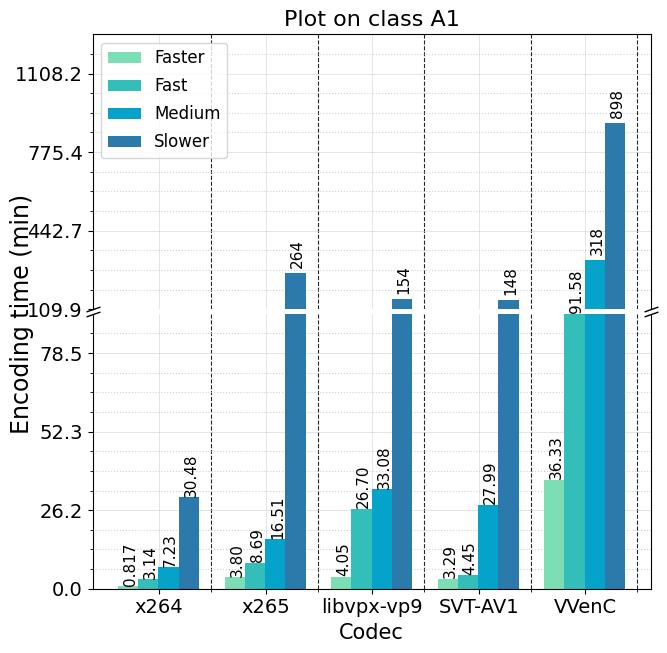 Plot on class A1
Faster
Fast
Medium
Slower
Encoding time (min)
1108.2
775.4
442.7
109.9
78.5
52.3
26.2
0.0
0.817
3.14
7.23
30.48
3.80
8.69
16.51
264
4.05
26.70
33.08
154
3.29
4.45
27.99
148
36.33
91.58
318
898
x264
x265
libvpx-vp9
SVT-AV1
VVenC
Codec